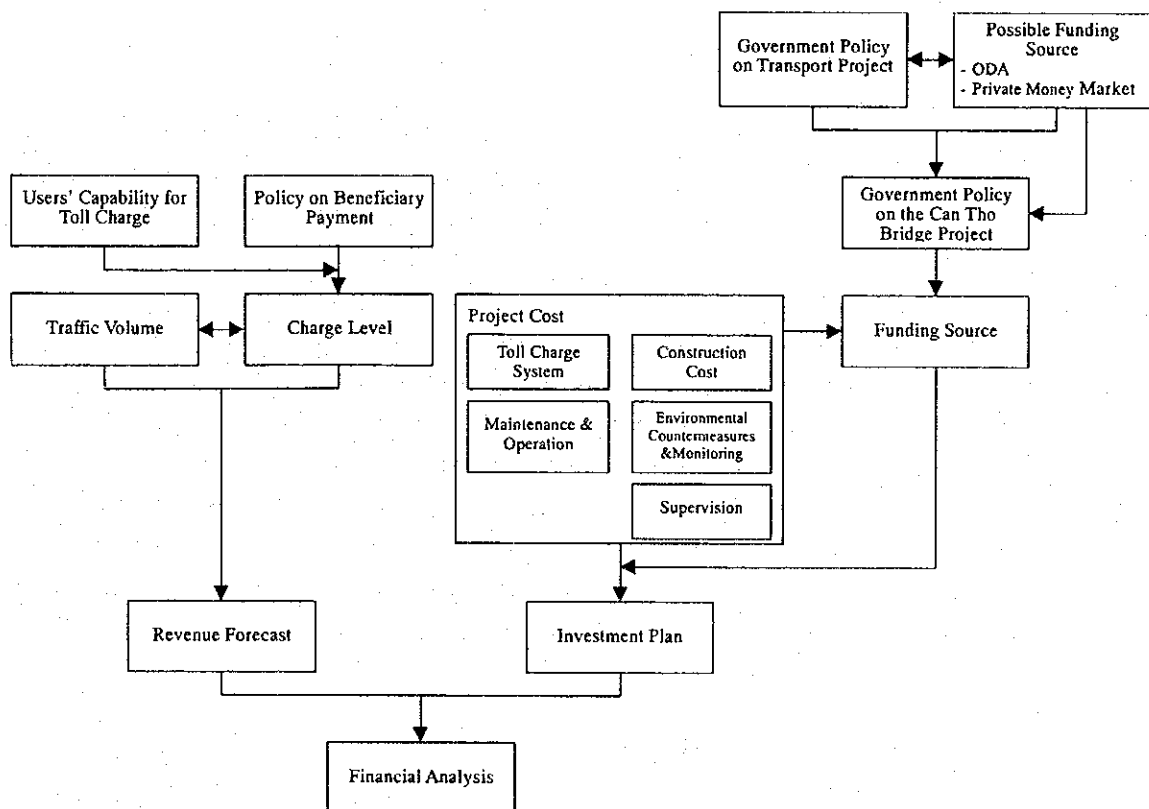 Government Policy
on Transport Project
Possible Funding
Source
- ODA
- Private Money Market
Users' Capability for
Toll Charge
Policy on Beneficiary
Payment
Government Policy
on the Can Tho
Bridge Project
Traffic Volume
Charge Level
Project Cost
Toll Charge
System
Construction
Cost
Maintenance &
Operation
Environmental
Countermeasures
&Monitoring
Supervision
Funding Source
Revenue Forecast
Investment Plan
Financial Analysis